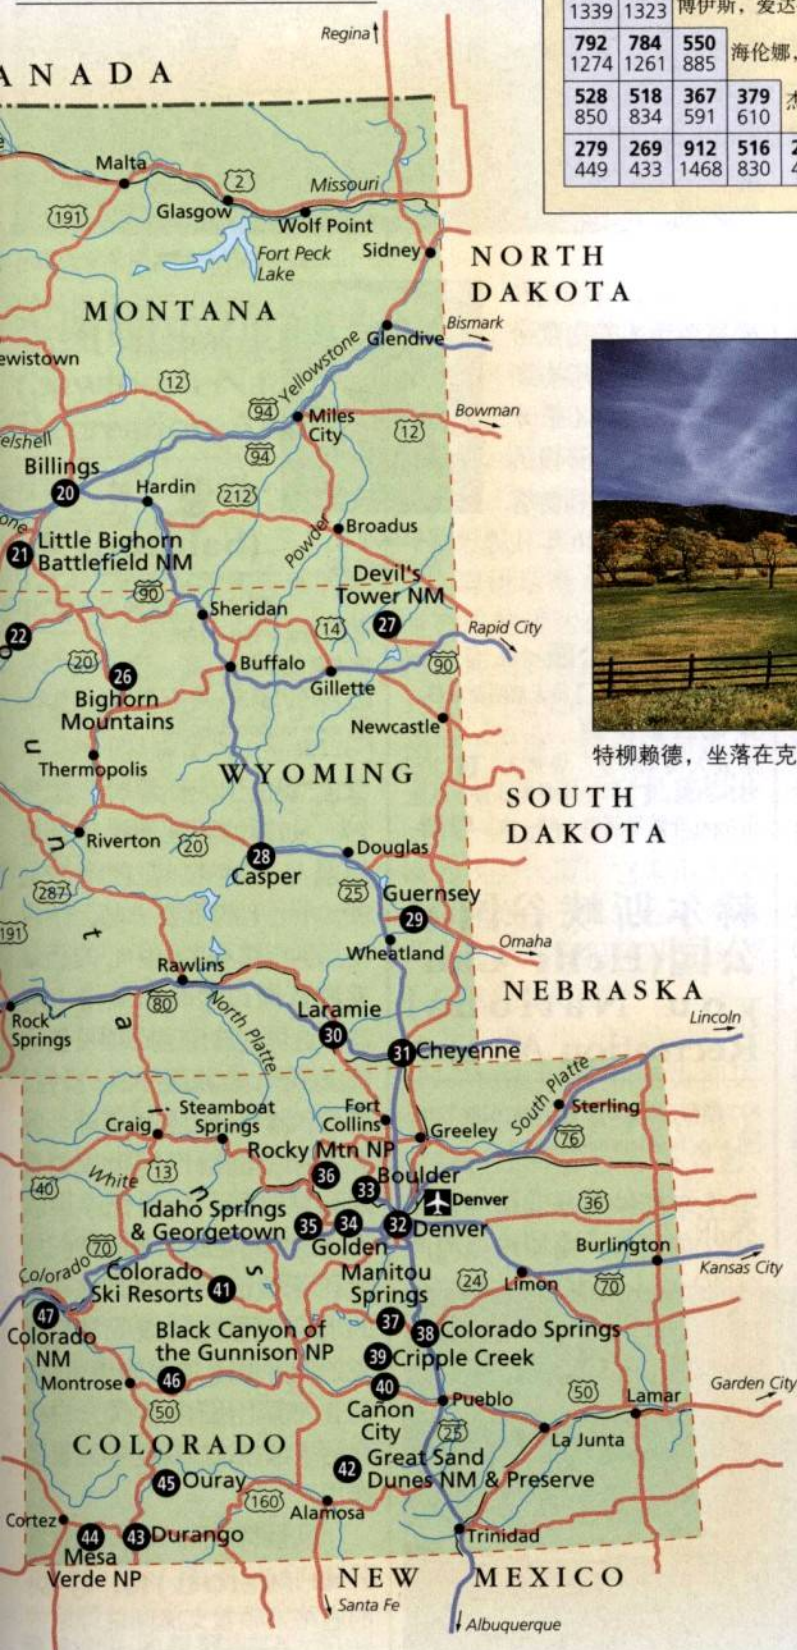 Regina
ANADA
1339 1323 博伊斯，爱达
792 784 550
1274 1261 885
海伦娜，
528 518 367 379
850 834 591 610
279 269 912 516
449 433 1468 830
Malta
2
Missouri
191
Glasgow
Wolf Point
Fort Peck
Lake
Sidney
NORTH
DAKOTA
MONTANA
Glendive
Bismark
ewistown
Yellowstone
12
94
Miles
City
Bowman
12
elshell
94
Billings
20
Hardin
212
one
Powder
Broadus
21
Little Bighorn
Battlefield NM
Devil's
Tower NM
90
Sheridan
14
27
Rapid City
22
20
26
Buffalo
90
Bighorn
Mountains
Gillette
Newcastle
特柳赖德，坐落在克
u
Thermopolis
WYOMING
SOUTH
DAKOTA
n
Riverton
20
28
Casper
Douglas
287
25
Guernsey
29
191
t
Wheatland
Omaha
Rawlins
NEBRASKA
80
North Platte
Laramie
30
Lincoln
Rock
Springs
a
31
Cheyenne
South Platte
Steamboat
Springs
Fort
Collins
Sterling
Craig
i
Greeley
76
Rocky Mtn NP
White
13
36
33
Boulder
40
n
Denver
36
Idaho Springs
& Georgetown
35
34
32
Denver
Golden
70
Burlington
Colorado
Colorado
Ski Resorts
41
s
Manitou
Springs
24
Limon
70
Kansas City
47
Colorado
NM
Black Canyon of
the Gunnison NP
37
38
Colorado Springs
39
Cripple Creek
Montrose
46
40
Pueblo
50
Lamar
Garden City
50
Cañon
City
25
La Junta
COLORADO
42
Great Sand
Dunes NM & Preserve
45
Ouray
160
Alamosa
Cortez
44
43
Durango
Trinidad
Mesa
Verde NP
NEW MEXICO
Santa Fe
Albuquerque